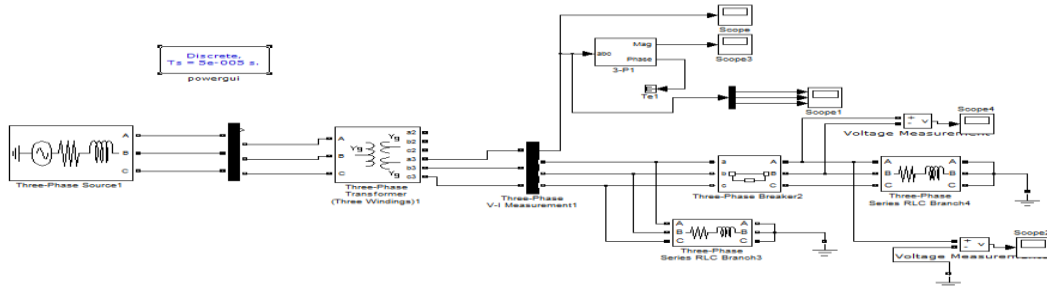 Discrete,
Ts = 5e-005 s.
powergui
Scope
Mag
abc
Phase
3-P1
Scope3
Te1
Scope1
Scope4
+
-
v
Voltage Measurement
A
B
C
Three-Phase Source1
A
B
C
Yg
Yg
Yg
a2
b2
c2
a3
b3
c3
Three-Phase
Transformer
(Three Windings)1
Three-Phase
V-I Measurement1
a
b
c
A
B
C
Three-Phase Breaker2
A
B
C
A
B
C
Three-Phase
Series RLC Branch4
A
B
C
A
B
C
Three-Phase
Series RLC Branch3
+
-
v
Scope2
Voltage Measurem